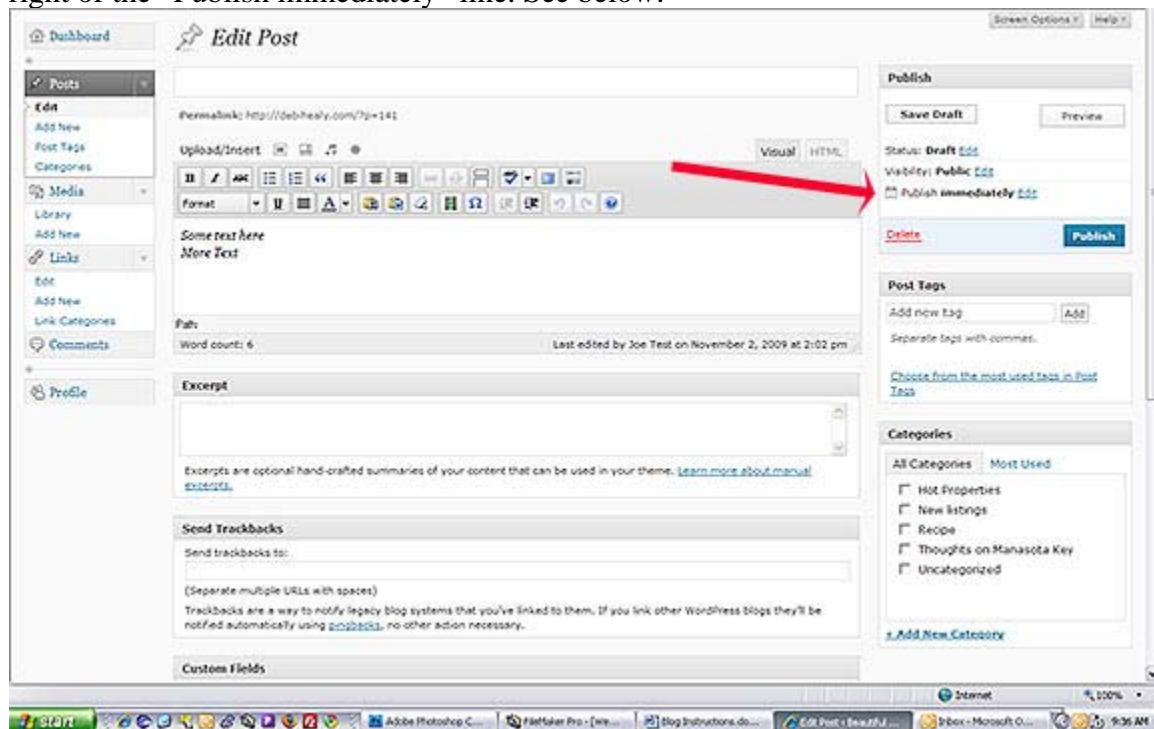 right of the "Publish immediately" line. See below:
Screen Options Help
Dashboard
Edit Post
Posts
Edit
Add New
Post Tags
Categories
Media
Library
Add New
Links
Edit
Add New
Link Categories
Comments
Profile
Permalink: http://debihealy.com/?p=141
Upload/Insert
Visual HTML
B I ABC
Format U A Ω
Some text here
More Text
Path:
Word count: 6 Last edited by Joe Test on November 2, 2009 at 2:02 pm
Excerpt
Excerpts are optional hand-crafted summaries of your content that can be used in your theme. Learn more about manual
excerpts.
Send Trackbacks
Send trackbacks to:
(Separate multiple URLs with spaces)
Trackbacks are a way to notify legacy blog systems that you've linked to them. If you link other WordPress blogs they'll be
notified automatically using pingbacks, no other action necessary.
Custom Fields
Publish
Save Draft Preview
Status: Draft Edit
Visibility: Public Edit
Publish immediately Edit
Delete Publish
Post Tags
Add new tag Add
Separate tags with commas.
Choose from the most used tags in Post
Tags
Categories
All Categories Most Used
Hot Properties
New listings
Recipe
Thoughts on Manasota Key
Uncategorized
+ Add New Category
Internet 100%
start Adobe Photoshop C... FileMaker Pro - [we... Blog Instructions.do... Edit Post ‹ Beautiful ... Inbox - Microsoft O... 9:36 AM